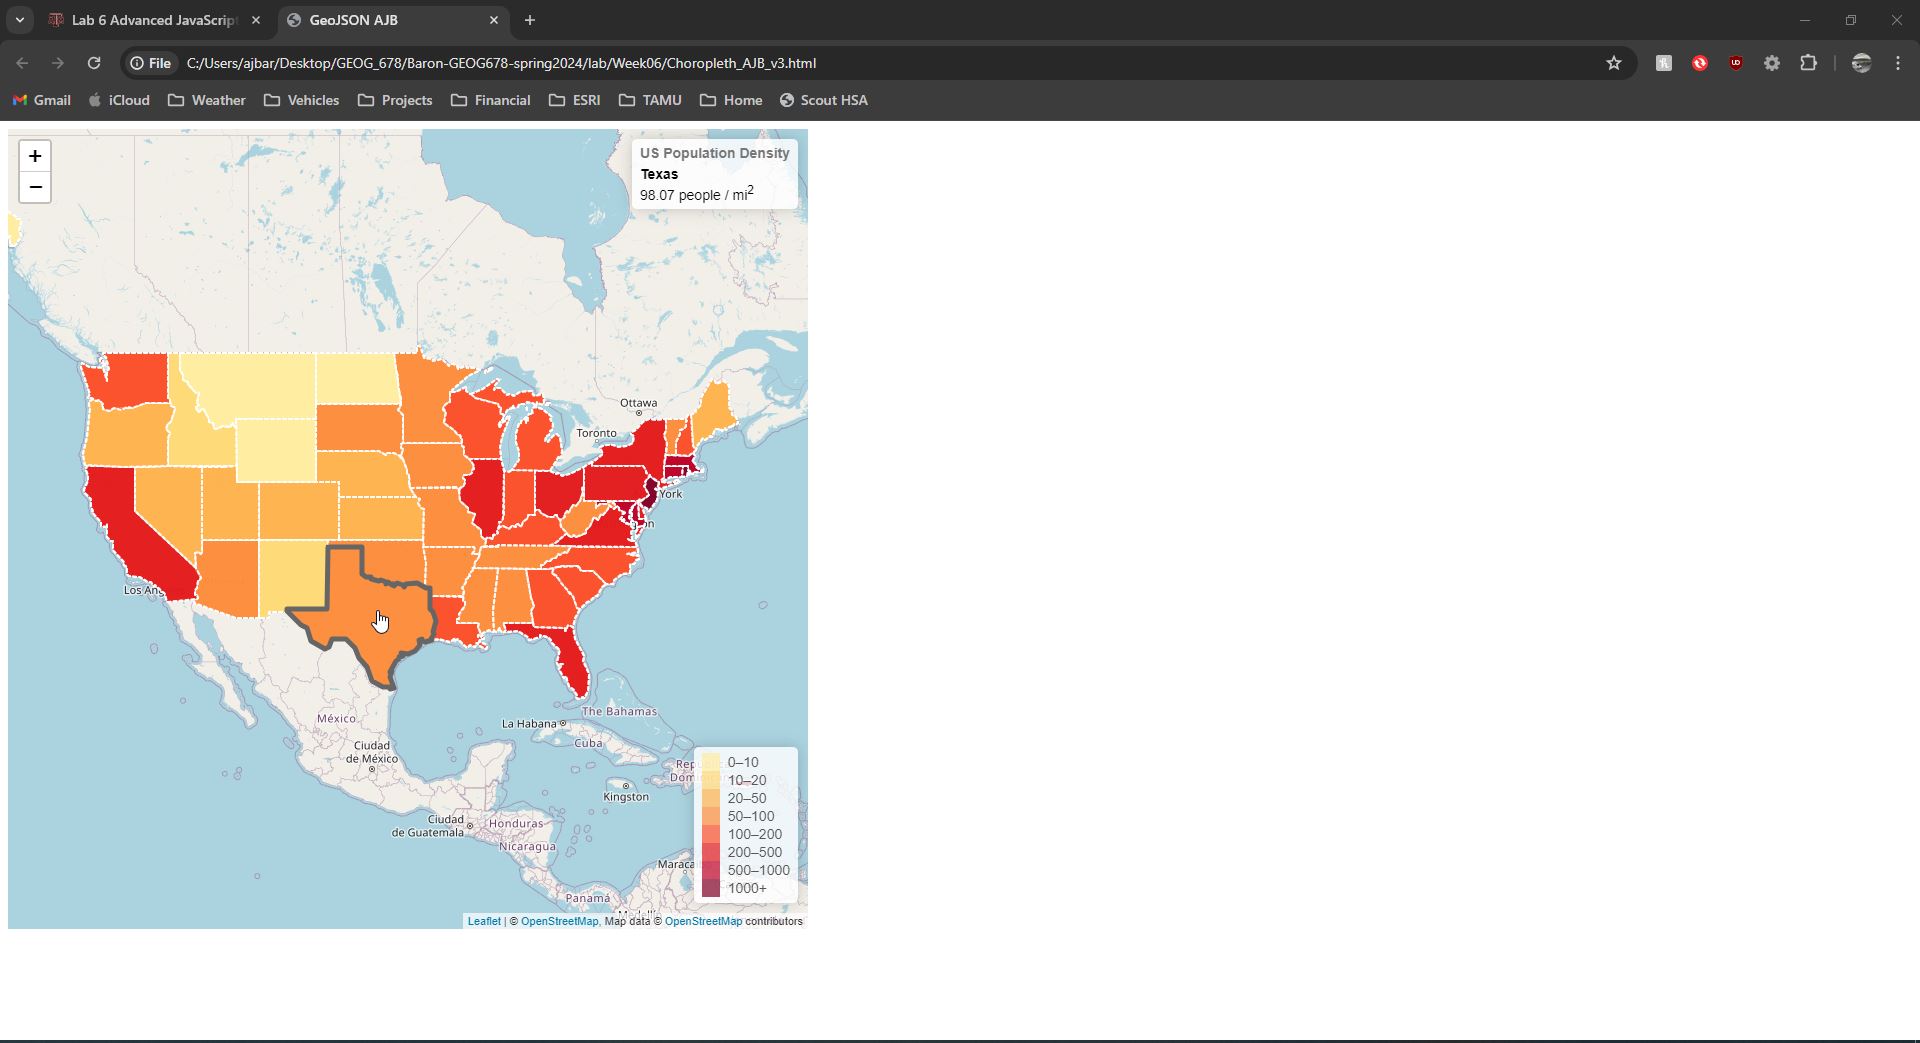 Lab 6 Advanced JavaScrip
GeoJSON AJB
File
C:/Users/ajbar/Desktop/GEOG_678/Baron-GEOG678-spring2024/lab/Week06/Choropleth_AJB_v3.html
Gmail
iCloud
Weather
Vehicles
Projects
Financial
ESRI
TAMU
Home
Scout HSA
+
−
US Population Density
Texas
98.07 people / mi2
Ottawa
Toronto
York
on
Los Ang
México
Ciudad
de México
La Habana
The Bahamas
Cuba
Kingston
Ciudad
de Guatemala
Honduras
Nicaragua
Maraca
Panamá
0–10
10–20
20–50
50–100
100–200
200–500
500–1000
1000+
Leaflet | © OpenStreetMap, Map data © OpenStreetMap contributors